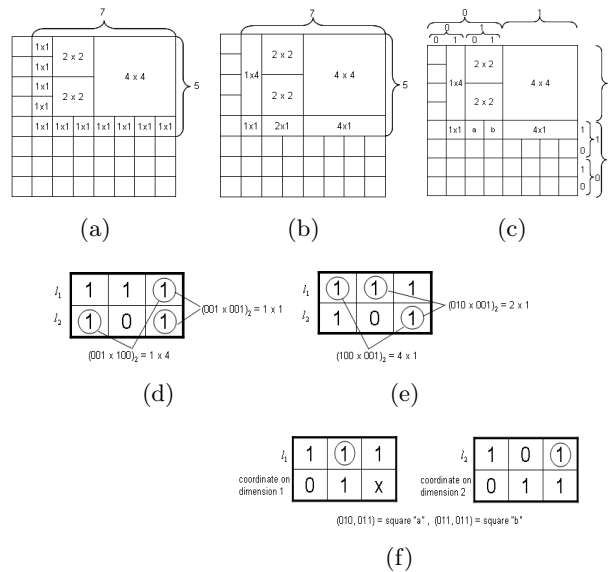 7
1x1
2 x 2
4 x 4
1x1
1x1
2 x 2
1x1
5
1x1 1x1 1x1 1x1 1x1 1x1 1x1
(a)
7
1x4
2 x 2
4 x 4
2 x 2
5
1x1 2x1 4x1
(b)
0 1
0 1
0 1 0 1
1x4
2 x 2
4 x 4
2 x 2
1x1 a b 4x1
1
0
1
1
0
0
(c)
l1 1 1 1
l2 1 0 1
(001 x 001)2 = 1 x 1
(001 x 100)2 = 1 x 4
(d)
l1 1 1 1
l2 1 0 1
(010 x 001)2 = 2 x 1
(100 x 001)2 = 4 x 1
(e)
l1 1 1 1
coordinate on
dimension 1
0 1 x
l2 1 0 1
coordinate on
dimension 2
0 1 1
(010, 011) = square "a" , (011, 011) = square "b"
(f)